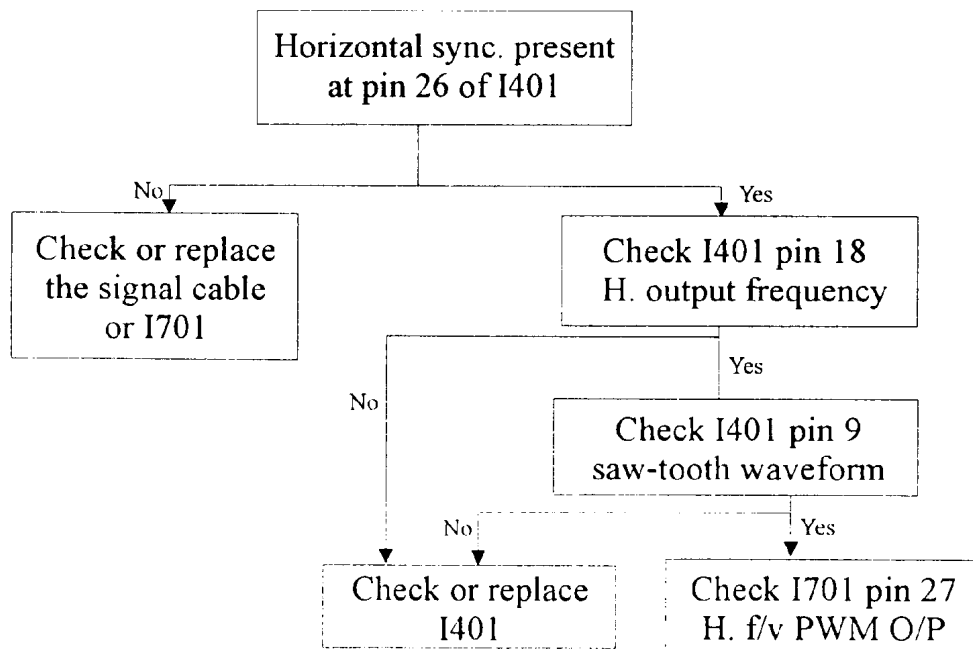 Horizontal sync. present
at pin 26 of I401
No
Yes
Check or replace
the signal cable
or I701
Check I401 pin 18
H. output frequency
No
Yes
Check I401 pin 9
saw-tooth waveform
No
Yes
Check or replace
I401
Check I701 pin 27
H. f/v PWM O/P